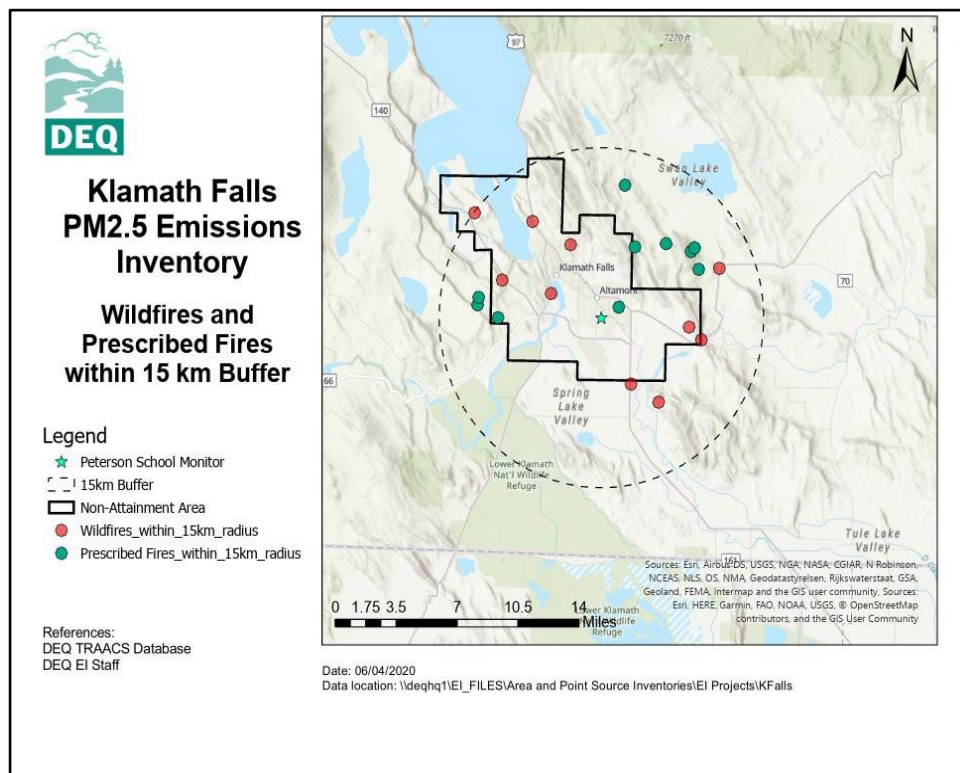 DEQ
Klamath Falls
PM2.5 Emissions
Inventory
Wildfires and
Prescribed Fires
within 15 km Buffer
Legend
Peterson School Monitor
15km Buffer
Non-Attainment Area
Wildfires_within_15km_radius
Prescribed Fires_within_15km_radius
References:
DEQ TRAACS Database
DEQ EI Staff
N
97
7270 ft
140
Swan Lake
Valley
Klamath Falls
Altamont
70
66
Spring
Lake
Valley
Lower Klamath
Nat'l Wildlife
Refuge
161
Tule Lake
Valley
Sources: Esri, Airbus DS, USGS, NGA, NASA, CGIAR, N Robinson,
NCEAS, NLS, OS, NMA, Geodatastyrelsen, Rijkswaterstaat, GSA,
Geoland, FEMA, Intermap and the GIS user community, Sources:
Esri, HERE, Garmin, FAO, NOAA, USGS, © OpenStreetMap
contributors, and the GIS User Community
0 1.75 3.5 7 10.5 14
Miles
Lower Klamath
Refuge
Date: 06/04/2020
Data location: \\deqhq1\EI_FILES\Area and Point Source Inventories\EI Projects\KFalls